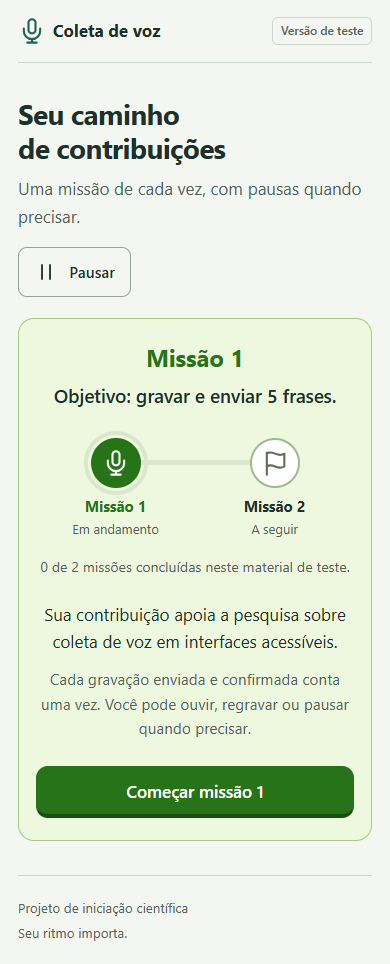 Coleta de voz
Versão de teste
Seu caminho
de contribuições
Uma missão de cada vez, com pausas quando
precisar.
Pausar
Missão 1
Objetivo: gravar e enviar 5 frases.
Missão 1
Missão 2
Em andamento
A seguir
0 de 2 missões concluídas neste material de teste.
Sua contribuição apoia a pesquisa sobre
coleta de voz em interfaces acessíveis.
Cada gravação enviada e confirmada conta
uma vez. Você pode ouvir, regravar ou pausar
quando precisar.
Começar missão 1
Projeto de iniciação científica
Seu ritmo importa.